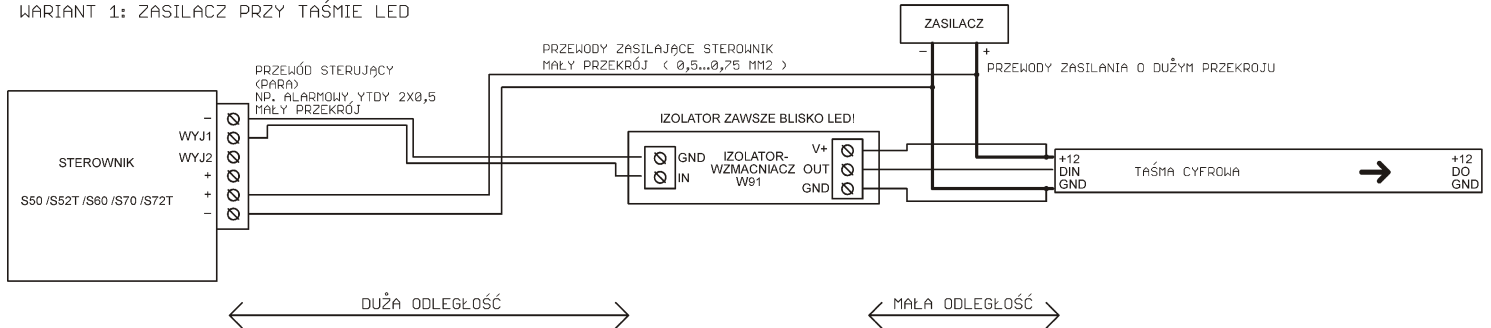 WARIANT 1: ZASILACZ PRZY TAŚMIE LED
ZASILACZ
–
+
PRZEWODY ZASILAJĄCE STEROWNIK
MAŁY PRZEKRÓJ ( 0,5...0,75 MM2 )
PRZEWODY ZASILANIA O DUŻYM PRZEKROJU
PRZEWÓD STERUJĄCY
(PARA)
NP. ALARMOWY YTDY 2X0,5
MAŁY PRZEKRÓJ
STEROWNIK
S50 /S52T /S60 /S70 /S72T
–
WYJ1
WYJ2
+
+
–
IZOLATOR ZAWSZE BLISKO LED!
GND
IN
IZOLATOR-
WZMACNIACZ
W91
V+
OUT
GND
+12
DIN
GND
TAŚMA CYFROWA
+12
DO
GND
DUŻA ODLEGŁOŚĆ
MAŁA ODLEGŁOŚĆ